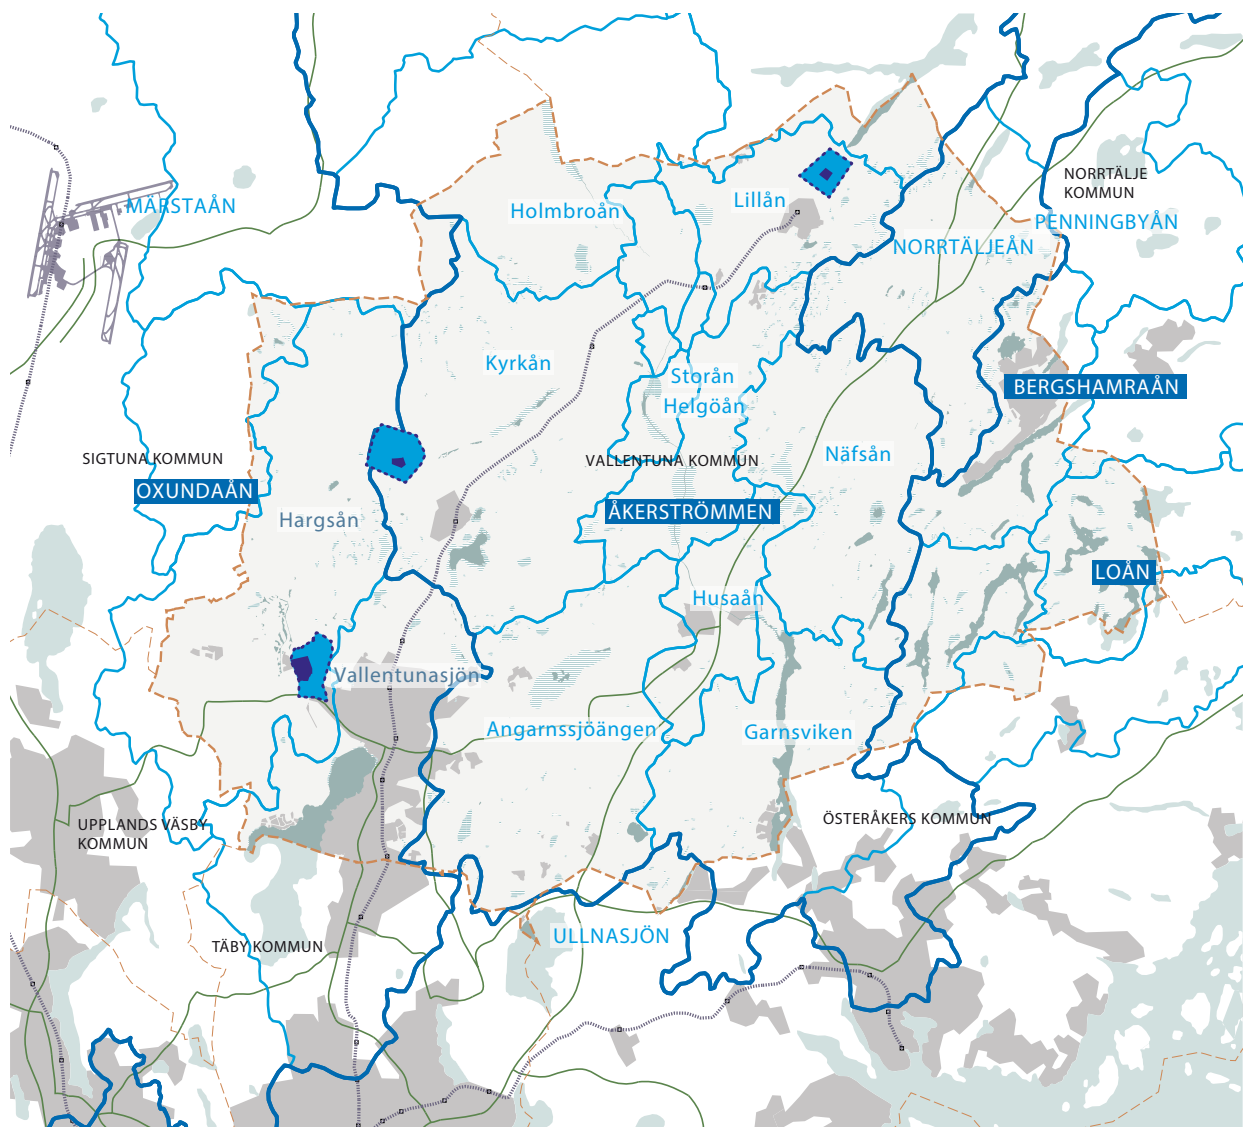 NORRTÄLJE
KOMMUN
MÄRSTAÅN
Holmbroån
Lillån
PENNINGBYÅN
NORRTÄLJEÅN
Kyrkån
Storån
BERGSHAMRAÅN
Helgöån
SIGTUNA KOMMUN
VALLENTUNA KOMMUN
Näfsån
OXUNDAÅN
ÅKERSTRÖMMEN
Hargsån
LOÅN
Husaån
Vallentunasjön
Angarnssjöängen
Garnsviken
UPPLANDS VÄSBY
KOMMUN
ÖSTERÅKERS KOMMUN
TÄBY KOMMUN
ULLNASJÖN